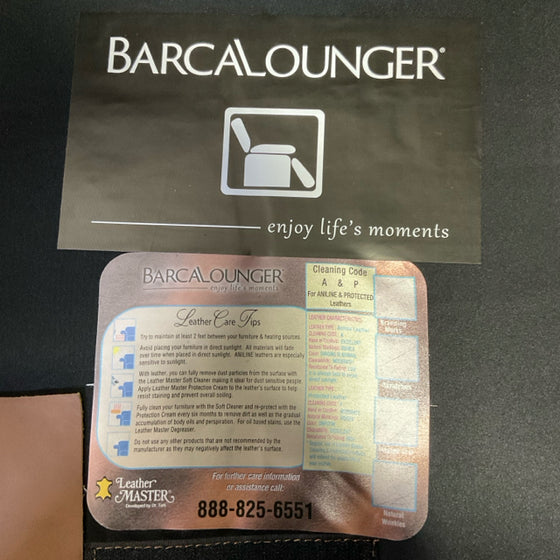 BARCALOUNGER®
enjoy life's moments
BARCALOUNGER
enjoy life's moments
Leather Care Tips
Try to maintain at least 2 feet between your furniture & heating sources.
Avoid placing your furniture in direct sunlight. All materials will fade
over time when placed in direct sunlight. ANILINE leathers are especially
sensitive to sunlight.
With leather, you can fully remove dust particles from the surface with
the Leather Master Soft Cleaner making it ideal for dust sensitive people.
Apply Leather Master Protection Cream to the leather's surface to help
resist staining and prevent overall soiling.
Fully clean your furniture with the Soft Cleaner and re-protect with the
Protection Cream every six months to remove dirt as well as the gradual
accumulation of body oils and perspiration. For oil based stains, use the
Leather Master Degreaser.
Do not use any other products that are not recommended by the
manufacturer as they may negatively affect the leather's surface.
Leather
MASTER
Developed by Dr. Tork
For further care information
or assistance call:
888-825-6551
Cleaning Code
A & P
For ANILINE & PROTECTED
Leathers
LEATHER CHARACTERISTICS
Branding
Marks
Natural
Wrinkles